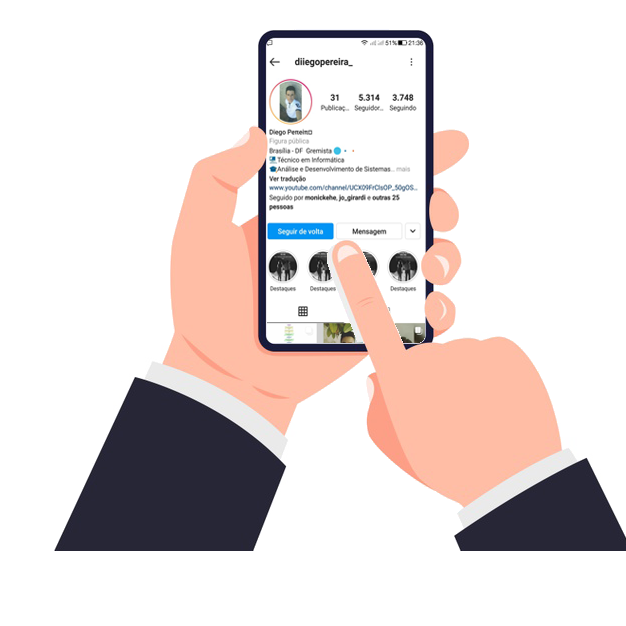 51% 21:36
diiegopereira_
31 5.314 3.748
Publicaç... Seguidor... Seguindo
Diego Pereira
Figura pública
Brasília - DF Gremista
Técnico em Informática
Análise e Desenvolvimento de Sistemas... mais
Ver tradução
www.youtube.com/channel/UCX09FrClsOP_50gOS...
Seguido por monickehe, jo_girardi e outras 25
pessoas
Seguir de volta Mensagem
Destaques Destaques Destaques